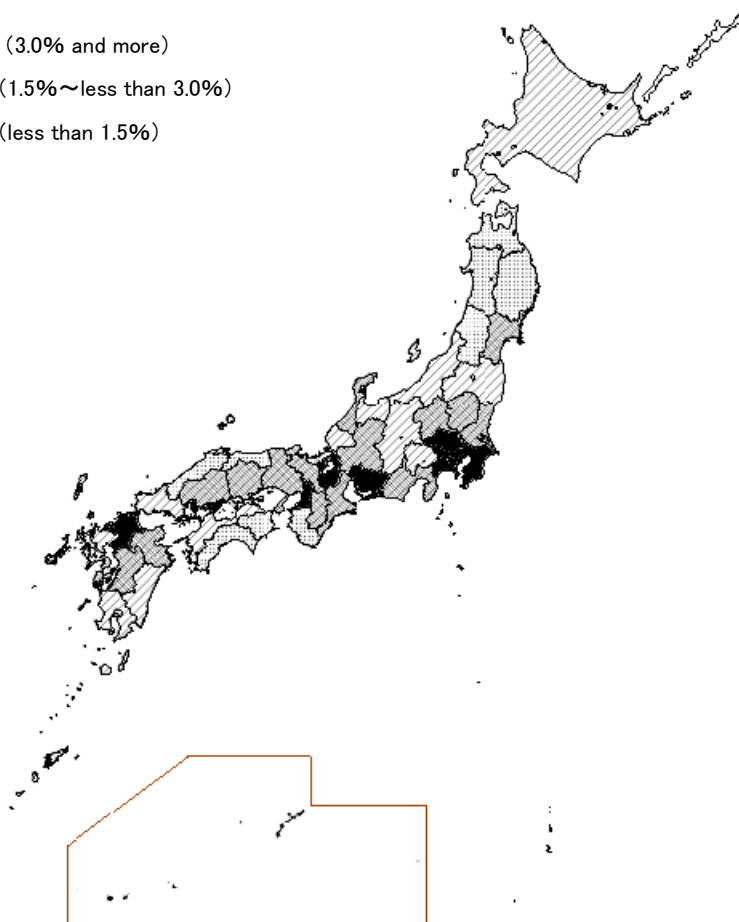 (3.0% and more)
(1.5%～less than 3.0%)
(less than 1.5%)